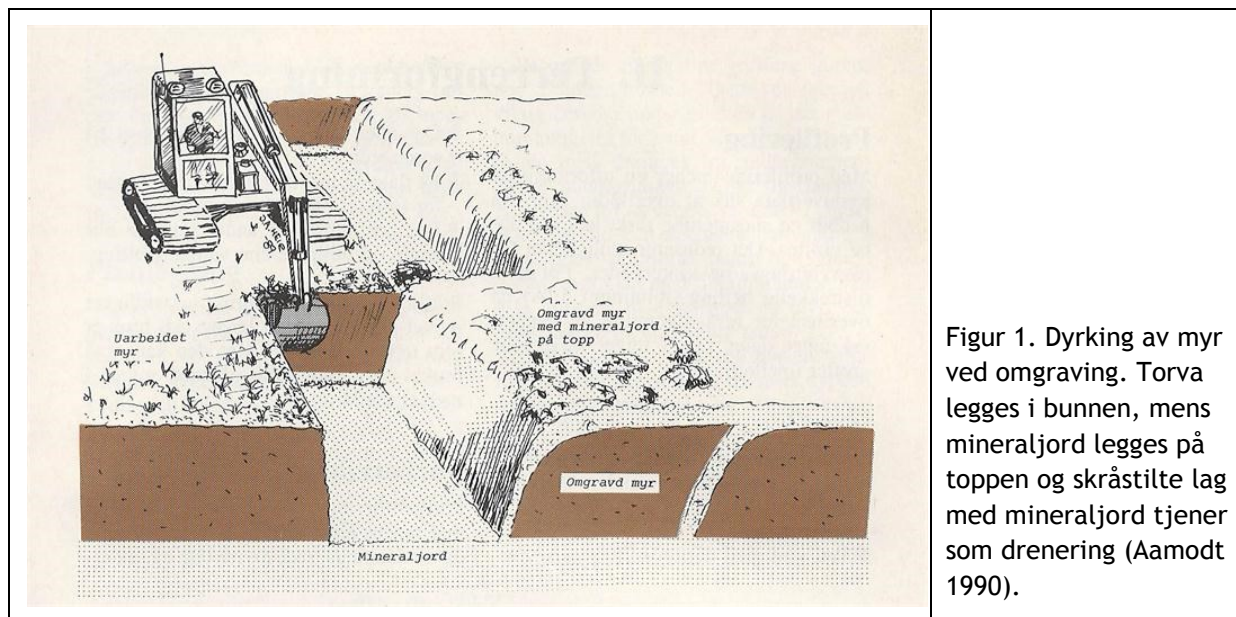 Uarbeidet
myr
Omgravd myr
med mineraljord
på topp
Omgravd myr
Mineraljord
Figur 1. Dyrking av myr
ved omgraving. Torva
legges i bunnen, mens
mineraljord legges på
toppen og skråstilte lag
med mineraljord tjener
som drenering (Aamodt
1990).